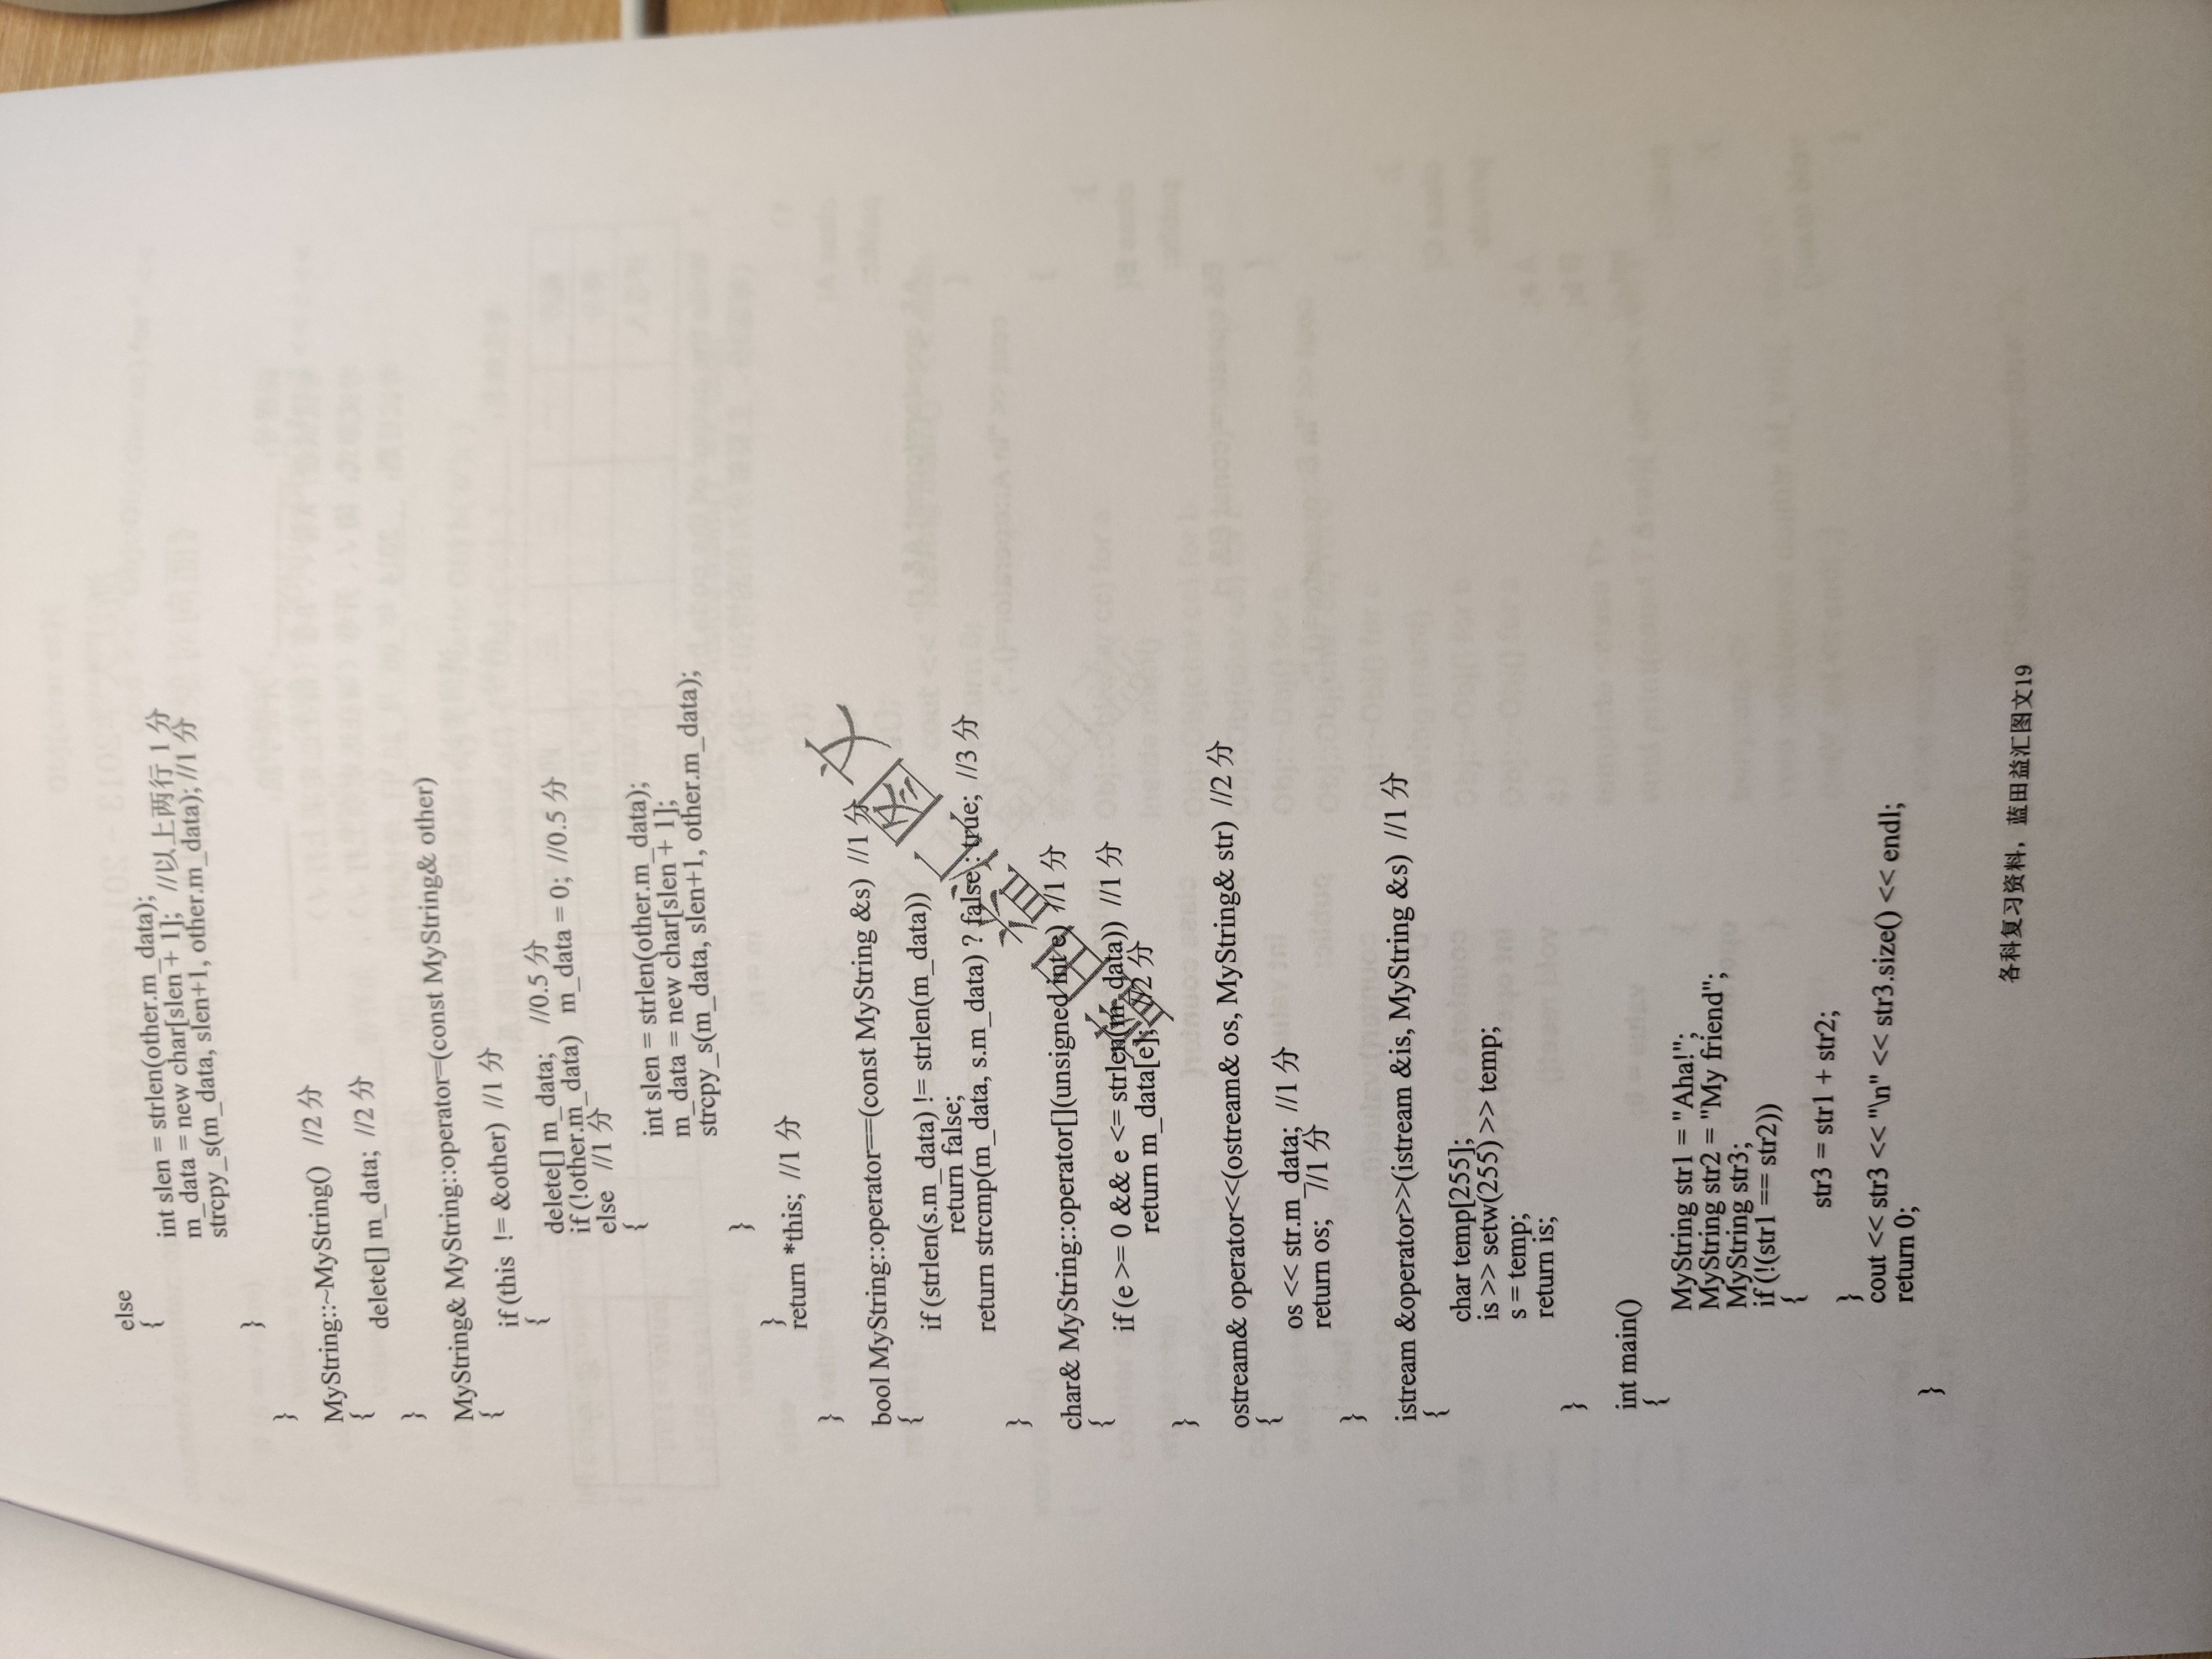 else
{
int slen = strlen(other.m_data);
m_data = new char[slen + 1]; //以上两行 1 分
strcpy_s(m_data, slen+1, other.m_data); //1 分
}
}
MyString::~MyString() //2 分
{
delete[] m_data; //2 分
}
MyString& MyString::operator=(const MyString& other)
{
if (this != &other) //1 分
{
delete[] m_data; //0.5 分
if (!other.m_data) m_data = 0; //0.5 分
else //1 分
{
int slen = strlen(other.m_data);
m_data = new char[slen + 1];
strcpy_s(m_data, slen+1, other.m_data);
}
}
return *this; //1 分
}
bool MyString::operator==(const MyString &s) //1 分
{
if (strlen(s.m_data) != strlen(m_data))
return false;
return strcmp(m_data, s.m_data) ? false : true; //3 分
}
char& MyString::operator[](unsigned int e) //1 分
{
if (e >= 0 && e <= strlen(m_data)) //1 分
return m_data[e]; //2 分
}
ostream& operator<<(ostream& os, MyString& str) //2 分
{
os << str.m_data; //1 分
return os; //1 分
}
istream &operator>>(istream &is, MyString &s) //1 分
{
char temp[255];
is >> setw(255) >> temp;
s = temp;
return is;
}
int main()
{
MyString str1 = "Aha!";
MyString str2 = "My friend";
MyString str3;
if (!(str1 == str2))
{
str3 = str1 + str2;
}
cout << str3 << "\n" << str3.size() << endl;
return 0;
}
蓝田益汇图文
各科复习资料，蓝田益汇图文19